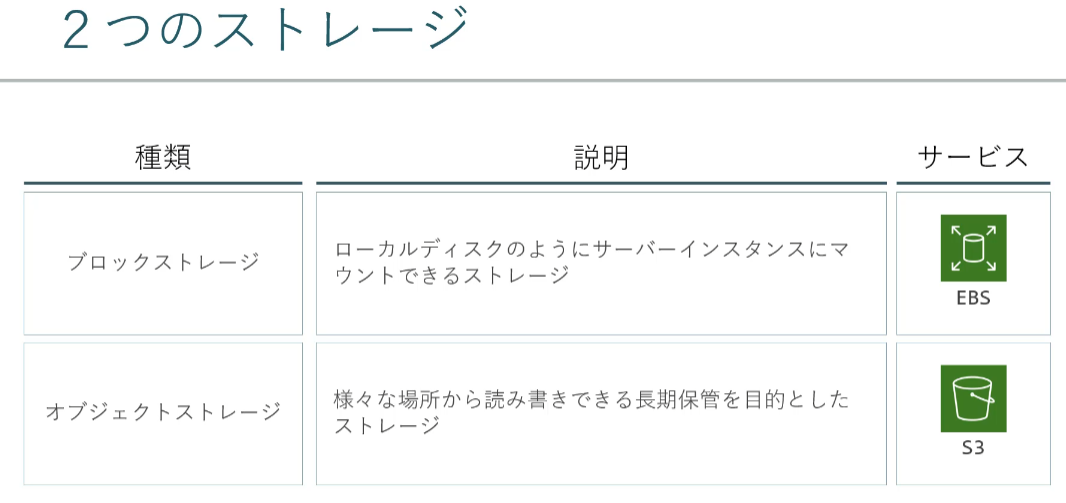 2つのストレージ
種類
説明
サービス
ブロックストレージ
ローカルディスクのようにサーバーインスタンスにマ
ウントできるストレージ
EBS
オブジェクトストレージ
様々な場所から読み書きできる長期保管を目的とした
ストレージ
S3